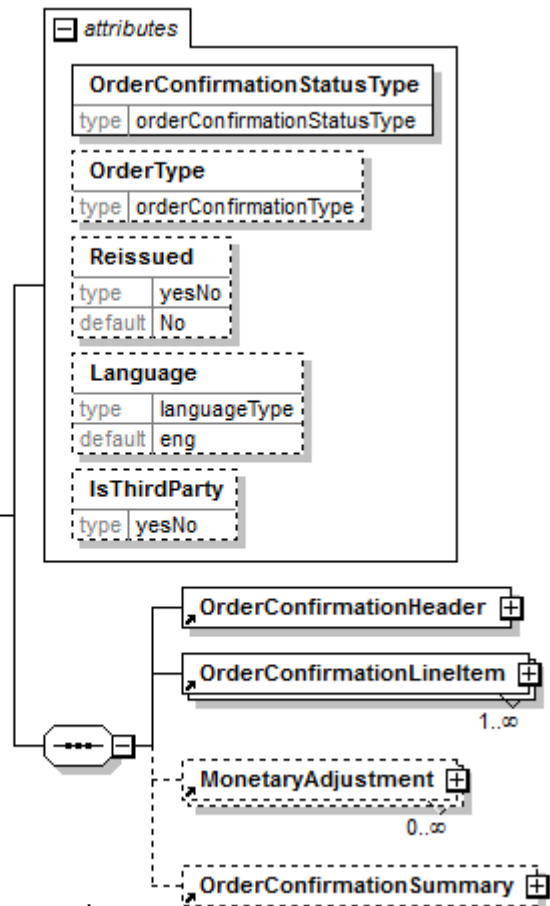 attributes
OrderConfirmationStatusType
type orderConfirmationStatusType
OrderType
type orderConfirmationType
Reissued
type yesNo
default No
Language
type languageType
default eng
IsThirdParty
type yesNo
OrderConfirmationHeader
OrderConfirmationLineItem
1..∞
MonetaryAdjustment
0..∞
OrderConfirmationSummary